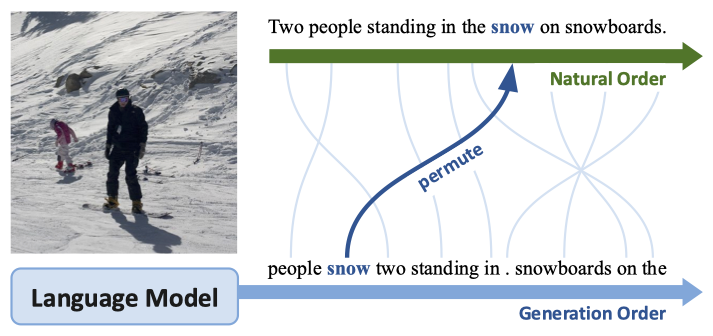 Two people standing in the snow on snowboards.
Natural Order
permute
people snow two standing in . snowboards on the
Language Model
Generation Order